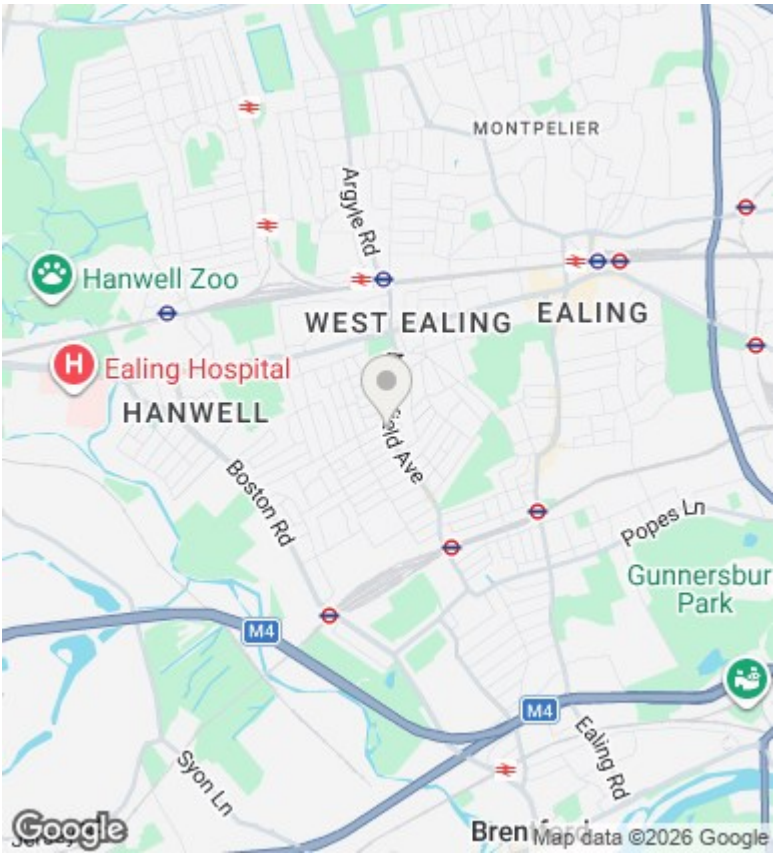 MONTPELIER
Argyle Rd
Hanwell Zoo
WEST EALING
EALING
H
Ealing Hospital
HANWELL
Ave
Boston Rd
Popes Ln
Gunnersbur
Park
M4
M4
Syon Ln
Ealing Rd
Google
Bren
Map data ©2026 Google